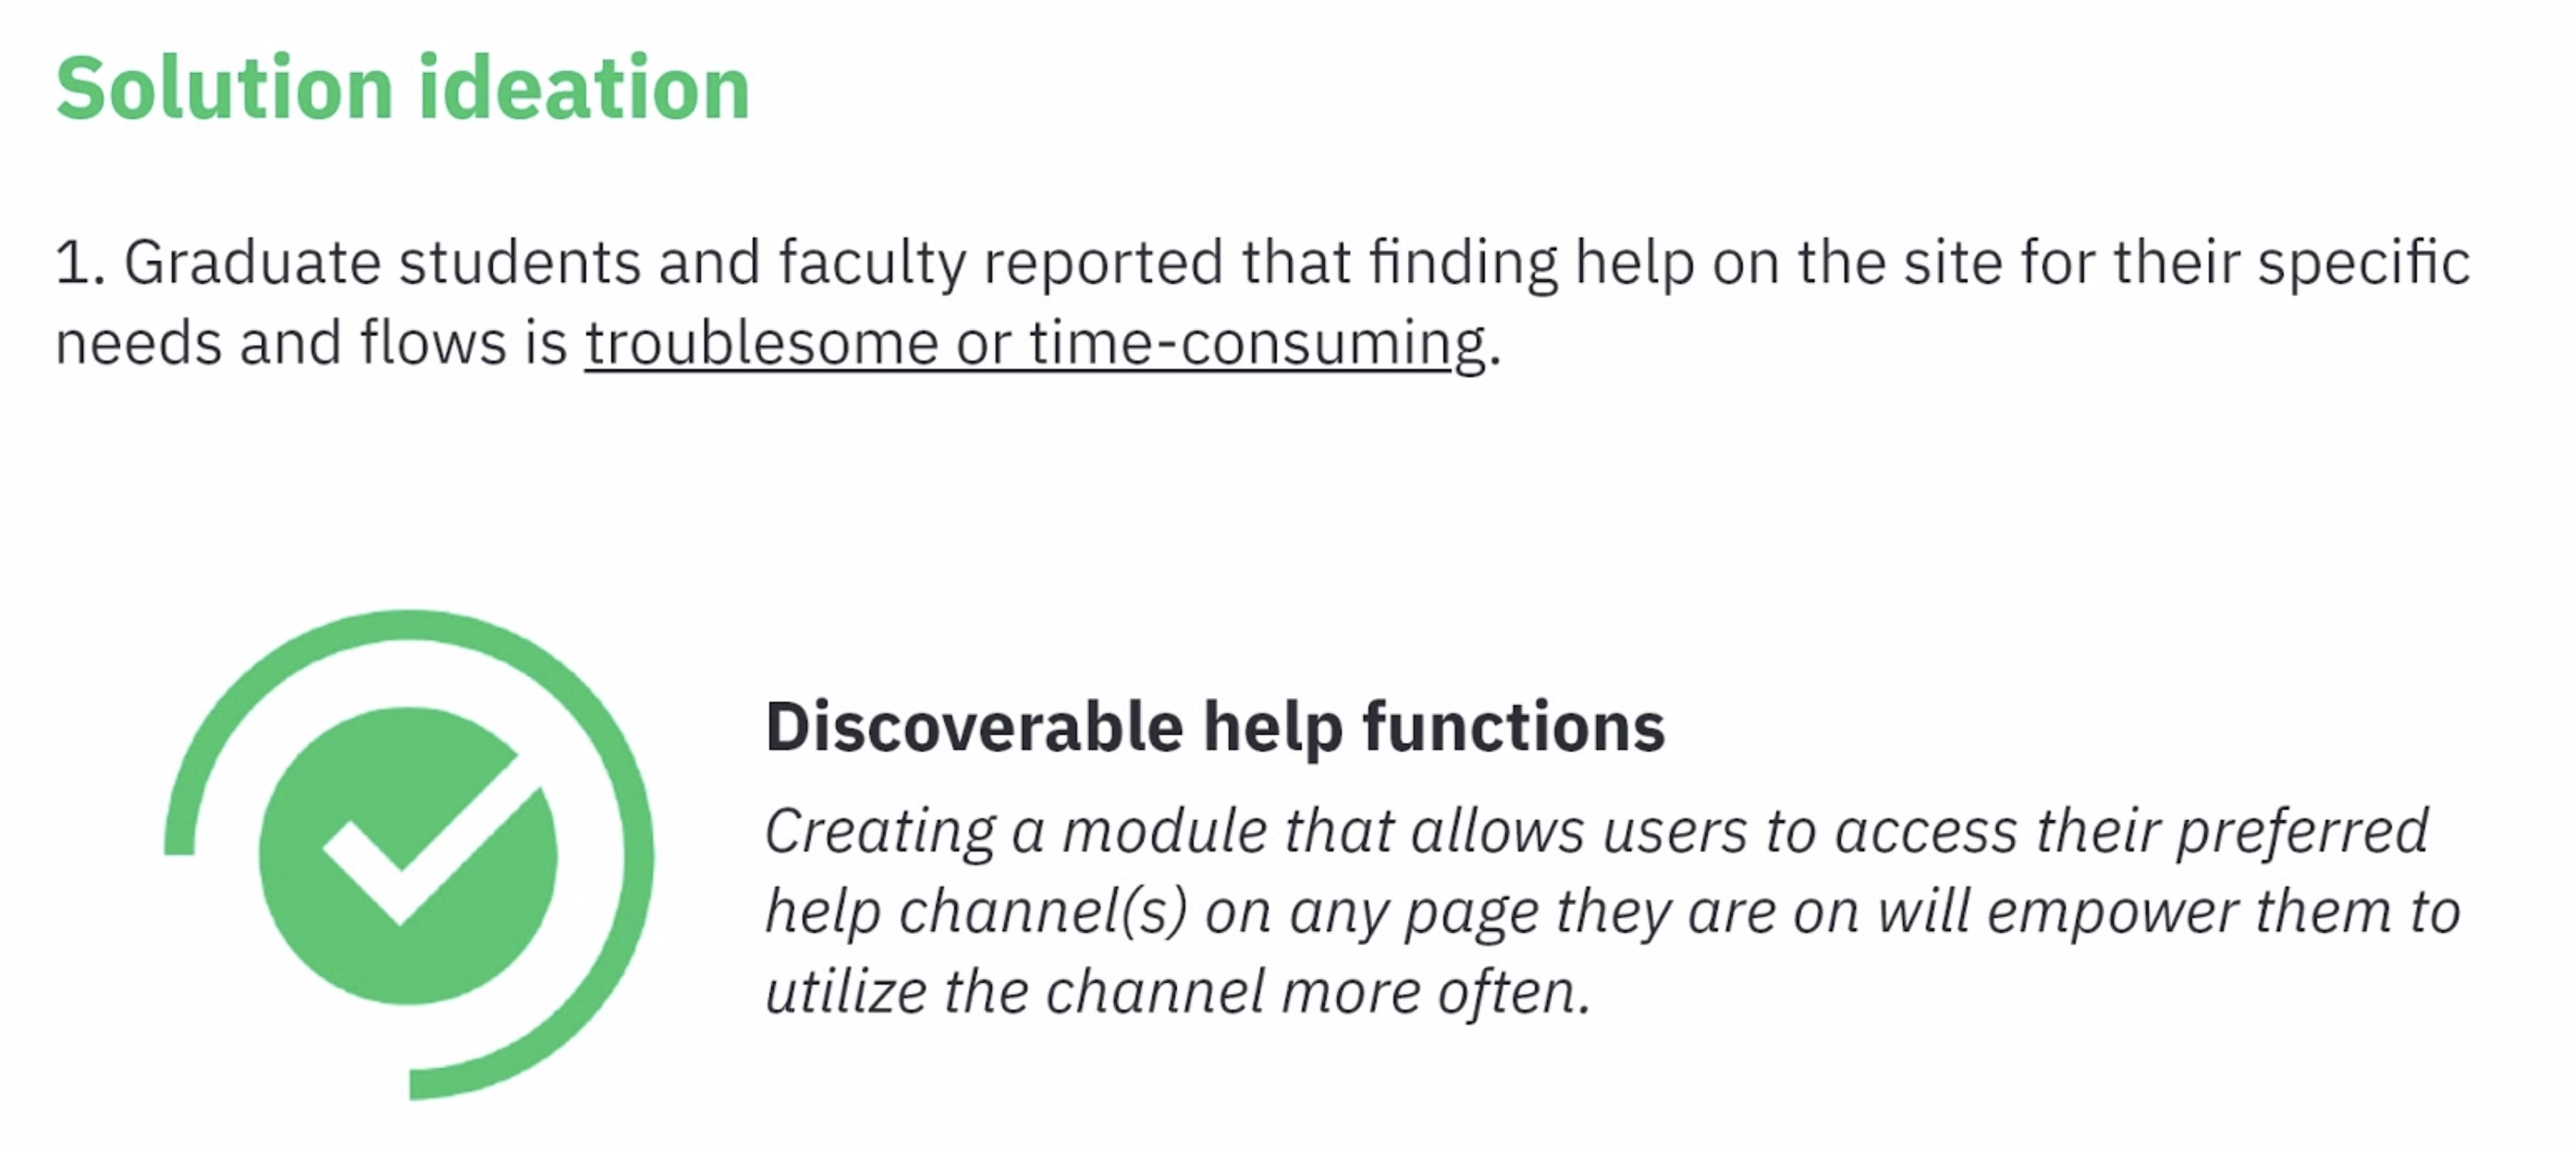 Solution ideation
1. Graduate students and faculty reported that finding help on the site for their specific
needs and flows is troublesome or time-consuming.
Discoverable help functions
Creating a module that allows users to access their preferred
help channel(s) on any page they are on will empower them to
utilize the channel more often.